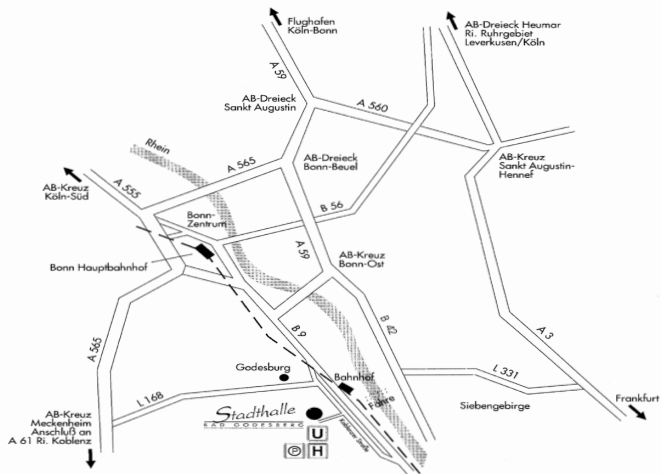 Flughafen
Köln-Bonn
AB-Dreieck Heumar
Ri. Ruhrgebiet
Leverkusen/Köln
A 59
AB-Dreieck
Sankt Augustin
A 560
Rhein
A 565
AB-Dreieck
Bonn-Beuel
AB-Kreuz
Sankt Augustin-
Hennef
AB-Kreuz
Köln-Süd
A 555
Bonn-
Zentrum
B 56
A 59
AB-Kreuz
Bonn-Ost
Bonn Hauptbahnhof
B 9
B 42
A 3
A 565
Godesburg
Bahnhof
L 331
Fähre
Siebengebirge
Frankfurt
L 168
AB-Kreuz
Meckenheim
Anschluß an
A 61 Ri. Koblenz
Stadthalle
BAD GODESBERG
Koblenzer Straße
U
P H